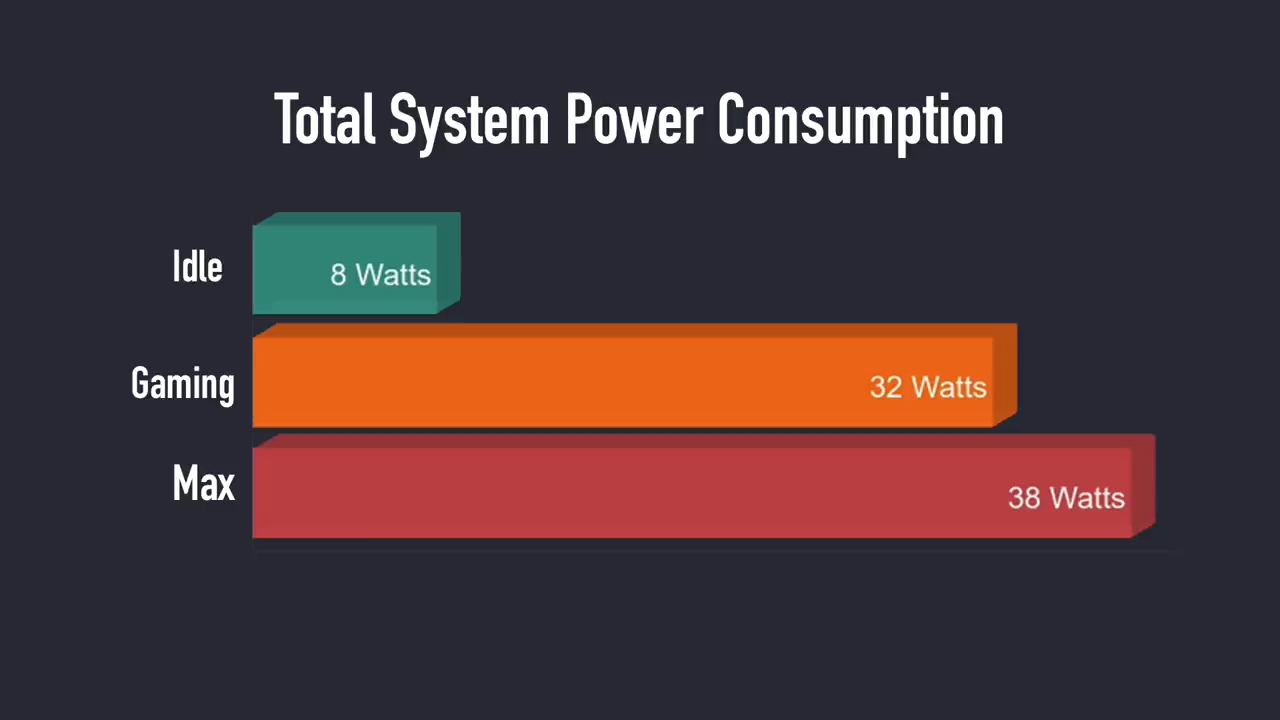 Total System Power Consumption
Idle
8 Watts
Gaming
32 Watts
Max
38 Watts